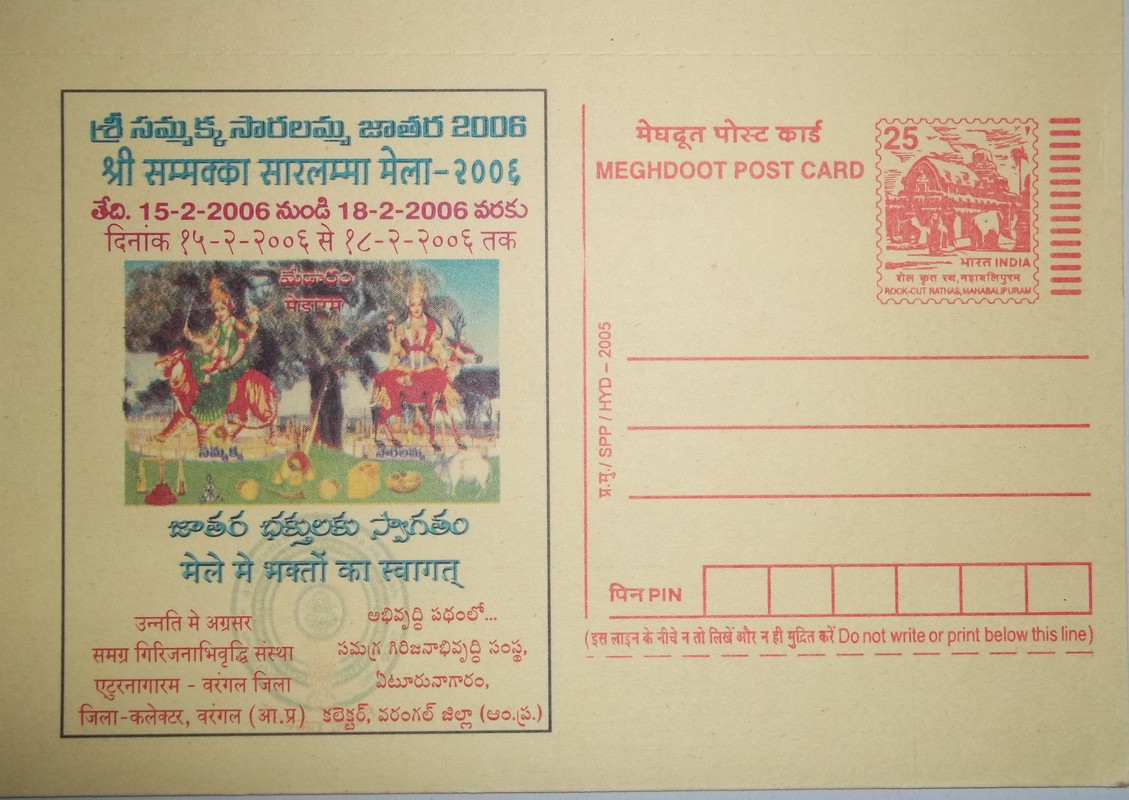 శ్రీ సమ్మక్క సారలమ్మ జాతర 2006
श्री सम्मक्का सारलम्मा मेला-२००६
తేది. 15-2-2006 నుండి 18-2-2006 వరకు
दिनांक १५-२-२००६ से १८-२-२००६ तक
మేడారం
मेडारम
సమ్మక్క
సారలమ్మ
జాతర భక్తులకు స్వాగతం
मेले मे भक्तों का स्वागत्
उन्नति मे अग्रसर
समग्र गिरिजनाभिवृद्धि संस्था
एटुरनागारम - वरंगल जिला
जिला-कलेक्टर, वरंगल (आ.प्र)
అభివృద్ధి పథంలో...
సమగ్ర గిరిజనాభివృద్ధి సంస్థ,
ఏటూరునాగారం,
కలెక్టర్, వరంగల్ జిల్లా (ఆం.ప్ర.)
मेघदूत पोस्ट कार्ड
MEGHDOOT POST CARD
25
भारत INDIA
शैल कृत रथ, महाबलिपुरम
ROCK-CUT RATHAS, MAHABALIPURAM
प्र.मु./ SPP / HYD – 2005
पिन PIN
(इस लाइन के नीचे न तो लिखें और न ही मुद्रित करें Do not write or print below this line)